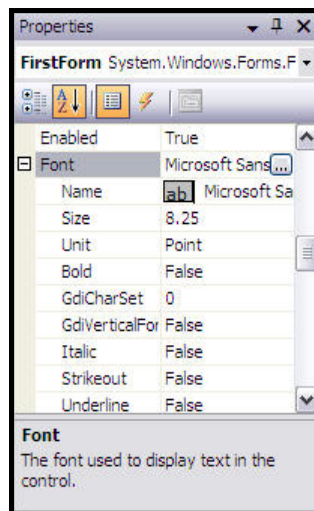 Properties
FirstForm System.Windows.Forms.F
Enabled True
Font Microsoft Sans ...
Name ab Microsoft Sa
Size 8.25
Unit Point
Bold False
GdiCharSet 0
GdiVerticalFor False
Italic False
Strikeout False
Underline False
Font
The font used to display text in the
control.